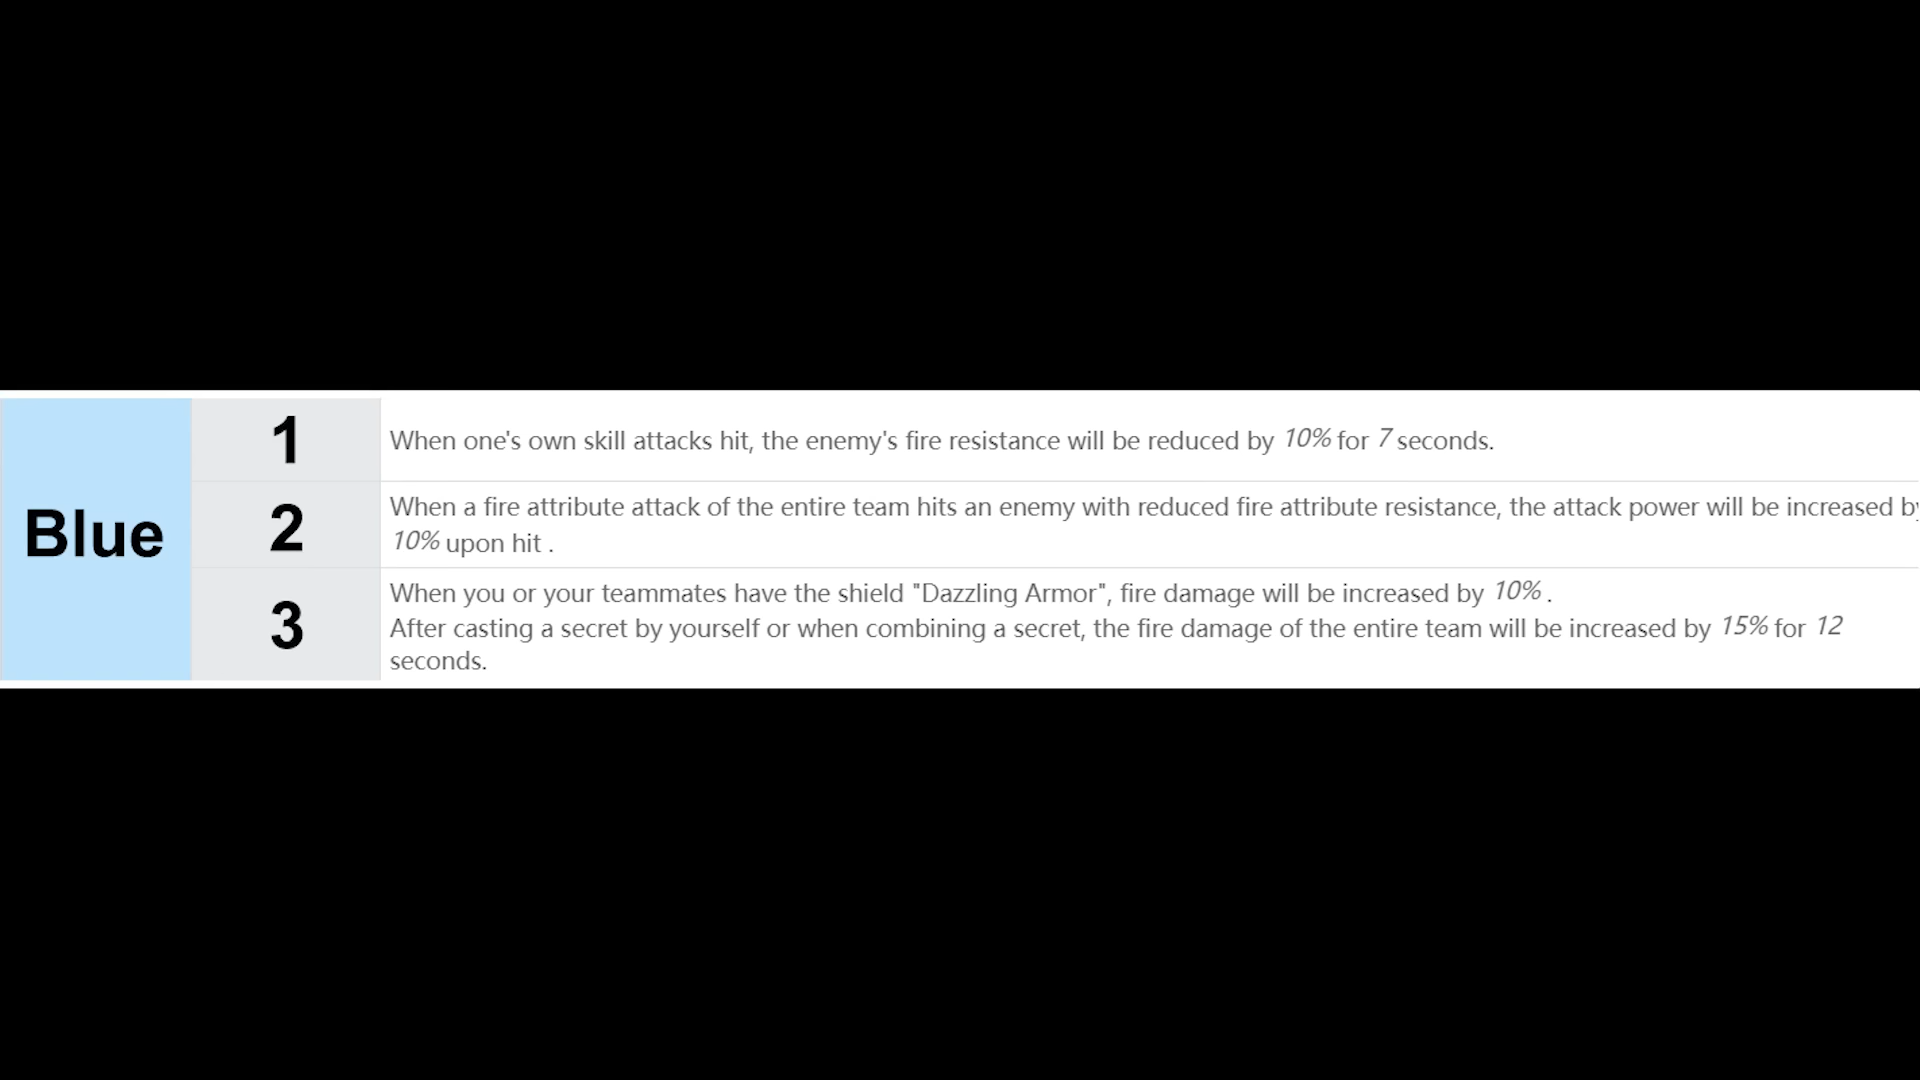 Blue
1
When one's own skill attacks hit, the enemy's fire resistance will be reduced by 10% for 7 seconds.
2
When a fire attribute attack of the entire team hits an enemy with reduced fire attribute resistance, the attack power will be increased by
10% upon hit .
3
When you or your teammates have the shield "Dazzling Armor", fire damage will be increased by 10% .
After casting a secret by yourself or when combining a secret, the fire damage of the entire team will be increased by 15% for 12
seconds.